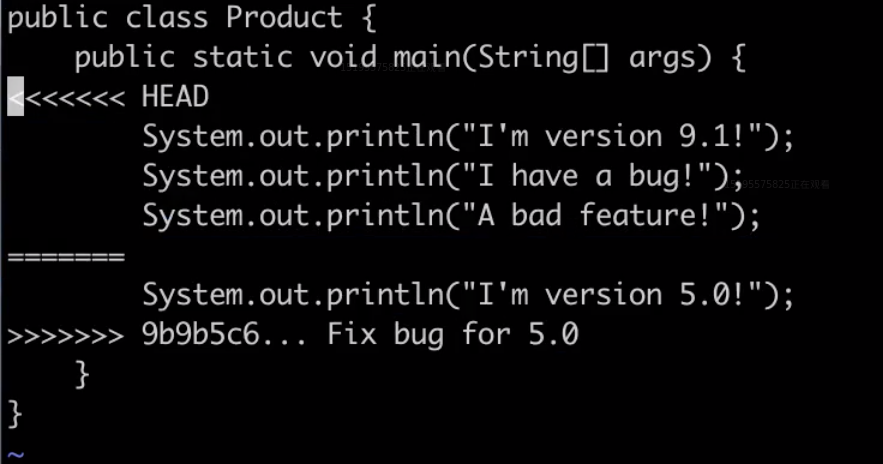 public class Product {
    public static void main(String[] args) {
<<<<<<< HEAD
        System.out.println("I'm version 9.1!");
        System.out.println("I have a bug!");
        System.out.println("A bad feature!");
=======
        System.out.println("I'm version 5.0!");
>>>>>>> 9b9b5c6... Fix bug for 5.0
    }
}
~